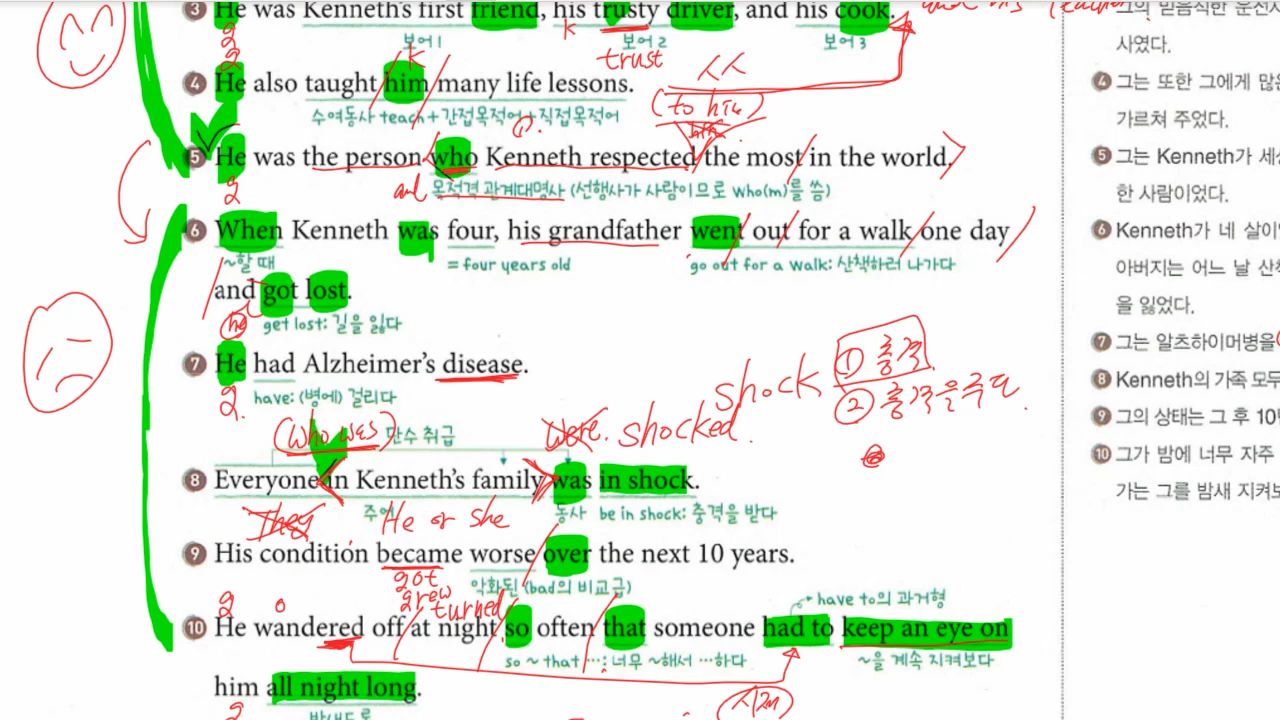 ③ He was Kenneth's first friend, his trusty driver, and his cook.
보어 1 보어 2 보어 3
k
trust
사였다.
④ He also taught him many life lessons.
k
수여동사 teach + 간접목적어 + 직접목적어
(to him)
④ 그는 또한 그에게 많은
가르쳐 주었다.
⑤ He was the person who Kenneth respected the most in the world.
and 목적격 관계대명사 (선행사가 사람이므로 who(m)를 씀)
⑤ 그는 Kenneth가 세상
한 사람이었다.
⑥ When Kenneth was four, his grandfather went out for a walk one day
~할 때
= four years old
go out for a walk: 산책하러 나가다
and got lost.
he
get lost: 길을 잃다
⑥ Kenneth가 네 살이
아버지는 어느 날 산책
을 잃었다.
⑦ He had Alzheimer's disease.
have: (병에) 걸리다
⑦ 그는 알츠하이머병을
shock ① 충격
② 충격을 주다.
(who was) 단수 취급
were. shocked.
⑧ Everyone in Kenneth's family was in shock.
They
주어
He or she
동사
be in shock: 충격을 받다
⑧ Kenneth의 가족 모두
⑨ His condition became worse over the next 10 years.
got
grew
turned
악화된 (bad의 비교급)
⑨ 그의 상태는 그 후 10
have to의 과거형
⑩ He wandered off at night so often that someone had to keep an eye on
so ~ that …: 너무 ~해서 …하다
~을 계속 지켜보다
him all night long.
⑩ 그가 밤에 너무 자주
가는 그를 밤새 지켜보